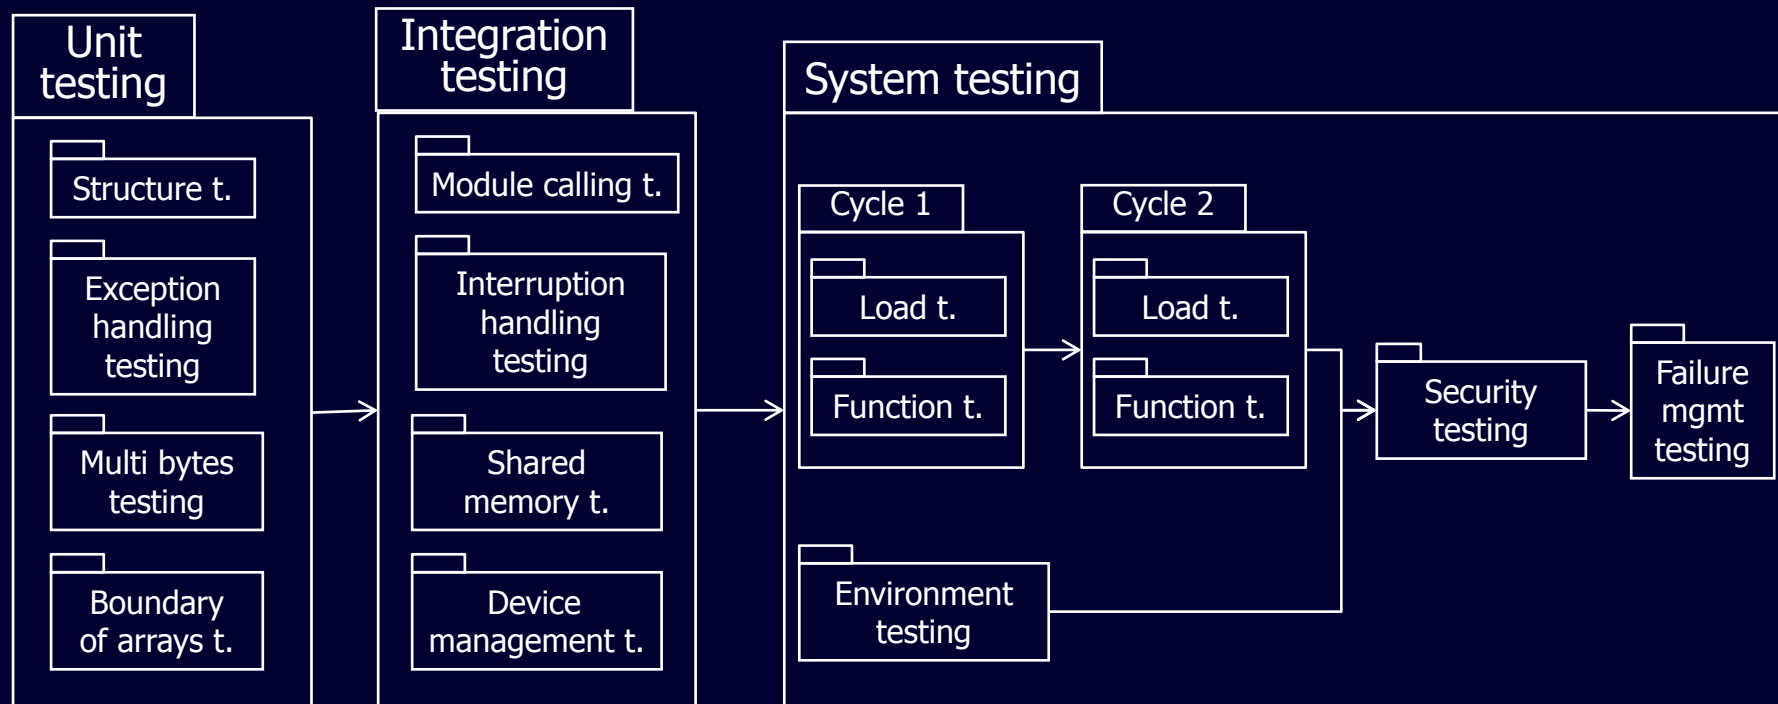 Unit
testing
Structure t.
Exception
handling
testing
Multi bytes
testing
Boundary
of arrays t.
Integration
testing
Module calling t.
Interruption
handling
testing
Shared
memory t.
Device
management t.
System testing
Cycle 1
Load t.
Function t.
Cycle 2
Load t.
Function t.
Environment
testing
Security
testing
Failure
mgmt
testing